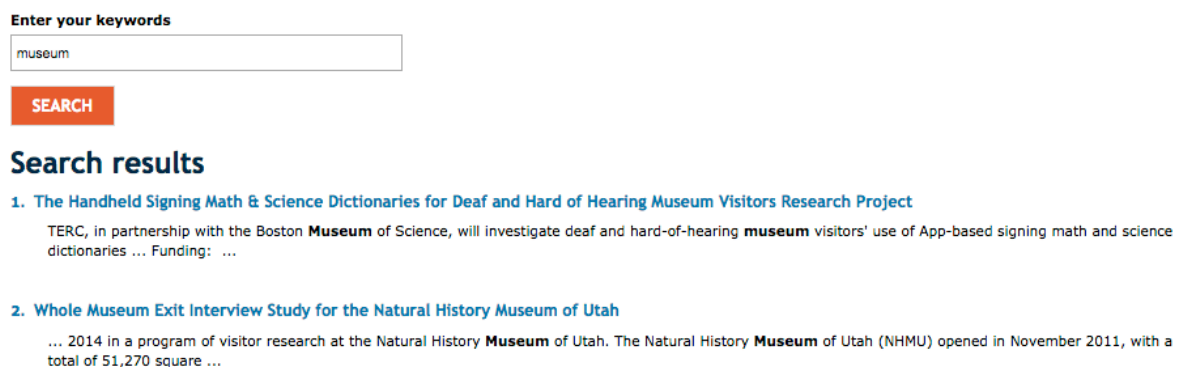 Enter your keywords
museum
SEARCH
Search results
1. The Handheld Signing Math & Science Dictionaries for Deaf and Hard of Hearing Museum Visitors Research Project
TERC, in partnership with the Boston Museum of Science, will investigate deaf and hard-of-hearing museum visitors' use of App-based signing math and science
dictionaries ... Funding: ...
2. Whole Museum Exit Interview Study for the Natural History Museum of Utah
... 2014 in a program of visitor research at the Natural History Museum of Utah. The Natural History Museum of Utah (NHMU) opened in November 2011, with a
total of 51,270 square ...